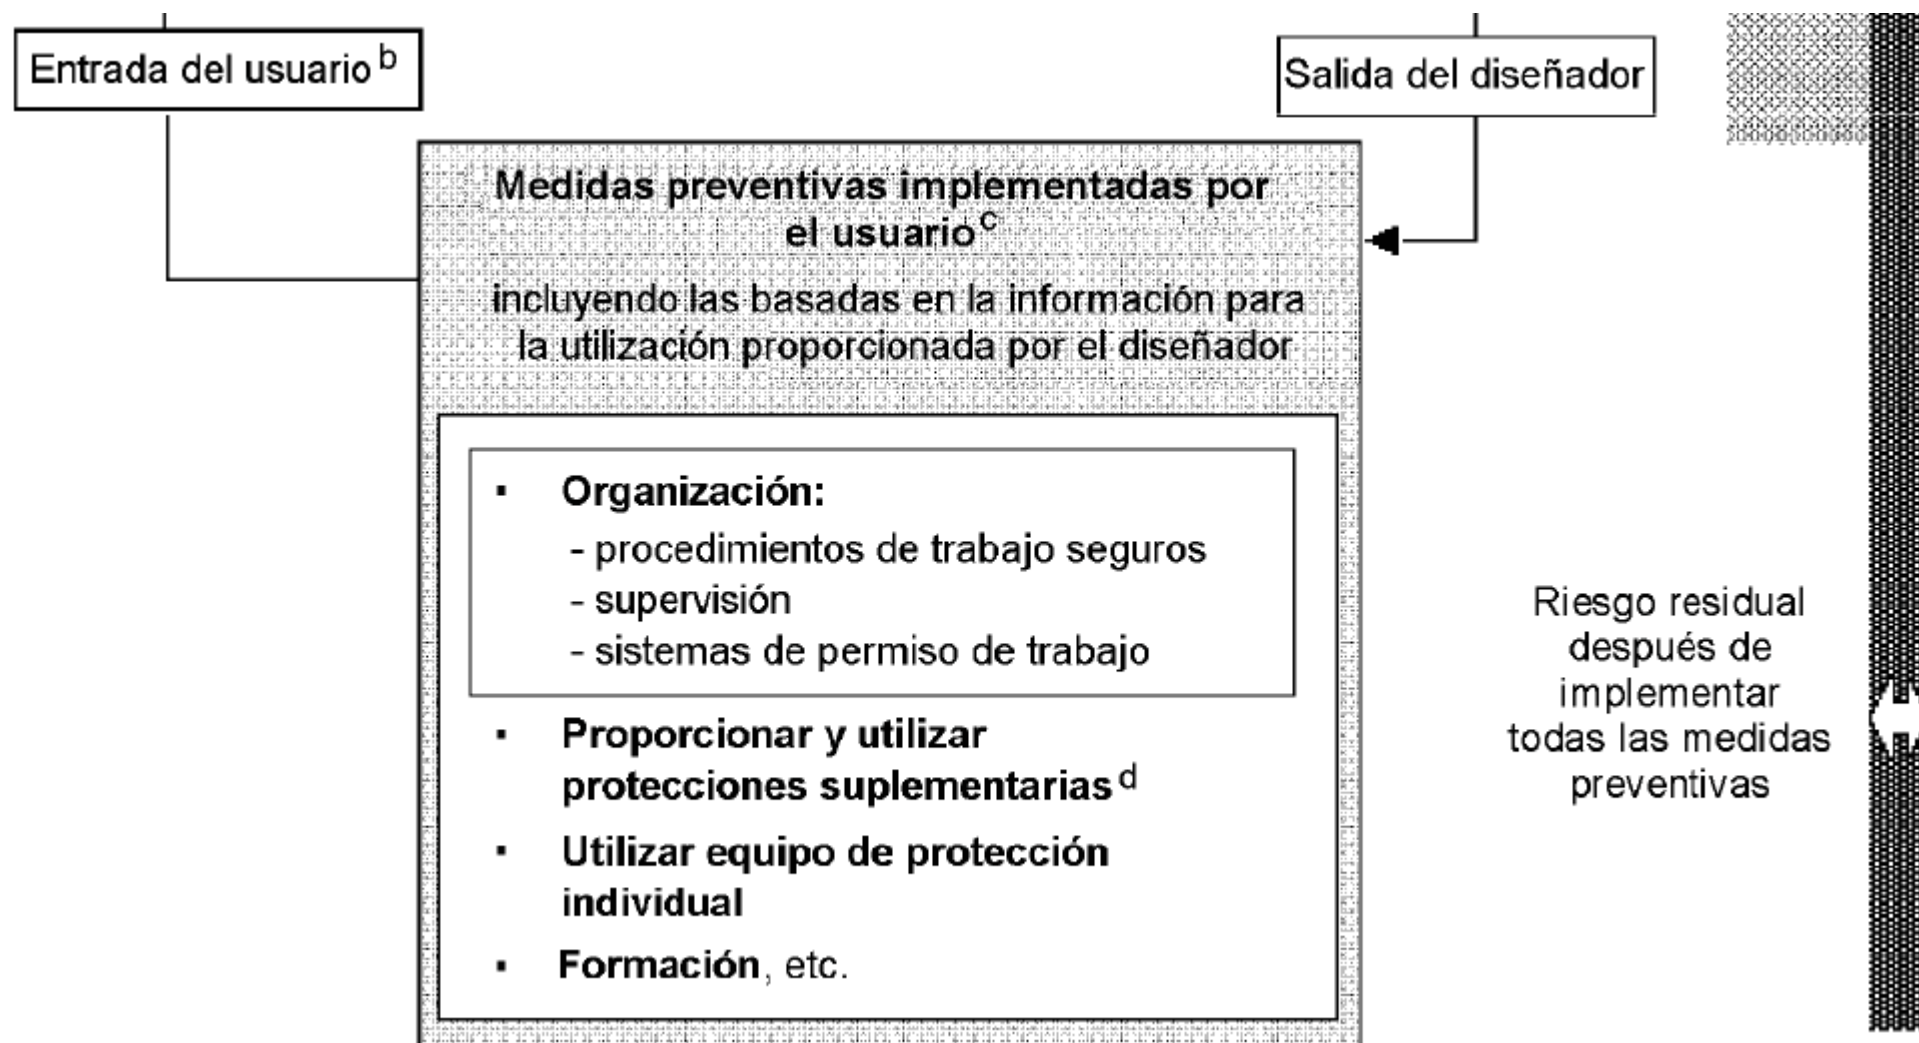 Entrada del usuario b
Salida del diseñador
Medidas preventivas implementadas por
el usuario c
incluyendo las basadas en la información para
la utilización proporcionada por el diseñador
▪ Organización:
- procedimientos de trabajo seguros
- supervisión
- sistemas de permiso de trabajo
▪ Proporcionar y utilizar
protecciones suplementarias d
▪ Utilizar equipo de protección
individual
▪ Formación, etc.
Riesgo residual
después de
implementar
todas las medidas
preventivas